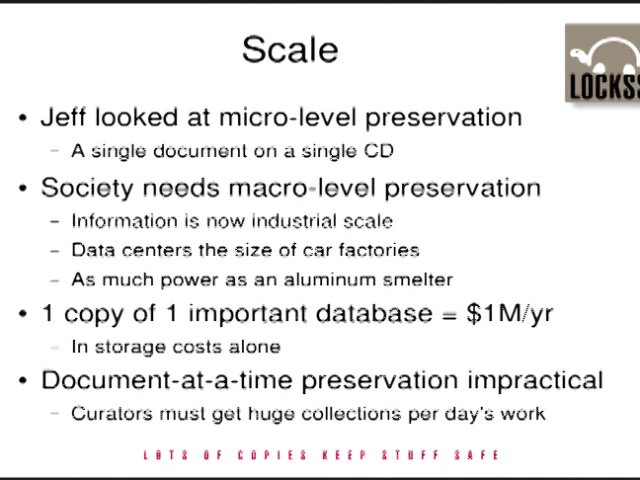 Scale
LOCKSS
• Jeff looked at micro-level preservation
– A single document on a single CD
• Society needs macro-level preservation
– Information is now industrial scale
– Data centers the size of car factories
– As much power as an aluminum smelter
• 1 copy of 1 important database = $1M/yr
– In storage costs alone
• Document-at-a-time preservation impractical
– Curators must get huge collections per day's work
LOTS OF COPIES KEEP STUFF SAFE